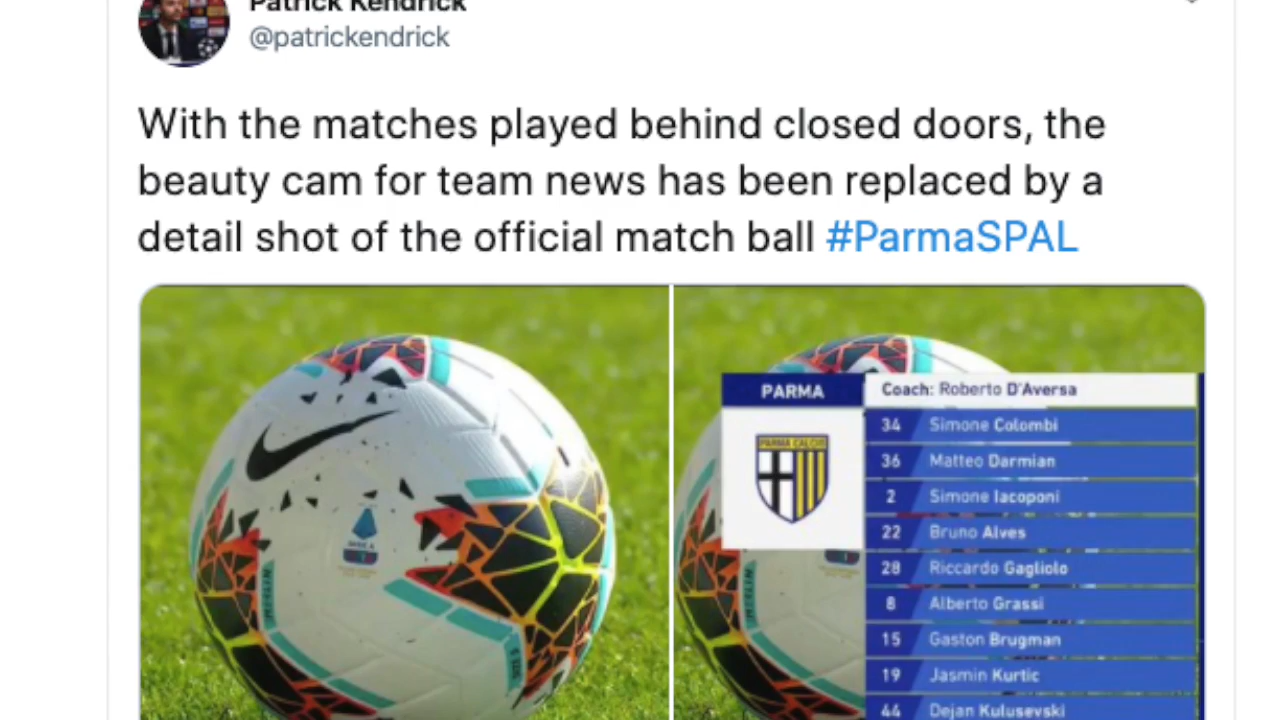 Patrick Kendrick
@patrickendrick
With the matches played behind closed doors, the
beauty cam for team news has been replaced by a
detail shot of the official match ball #ParmaSPAL
PARMA
Coach: Roberto D'Aversa
PARMA CALCIO
34 Simone Colombi
36 Matteo Darmian
2 Simone Iacoponi
22 Bruno Alves
28 Riccardo Gagliolo
8 Alberto Grassi
15 Gaston Brugman
19 Jasmin Kurtic
44 Dejan Kulusevski